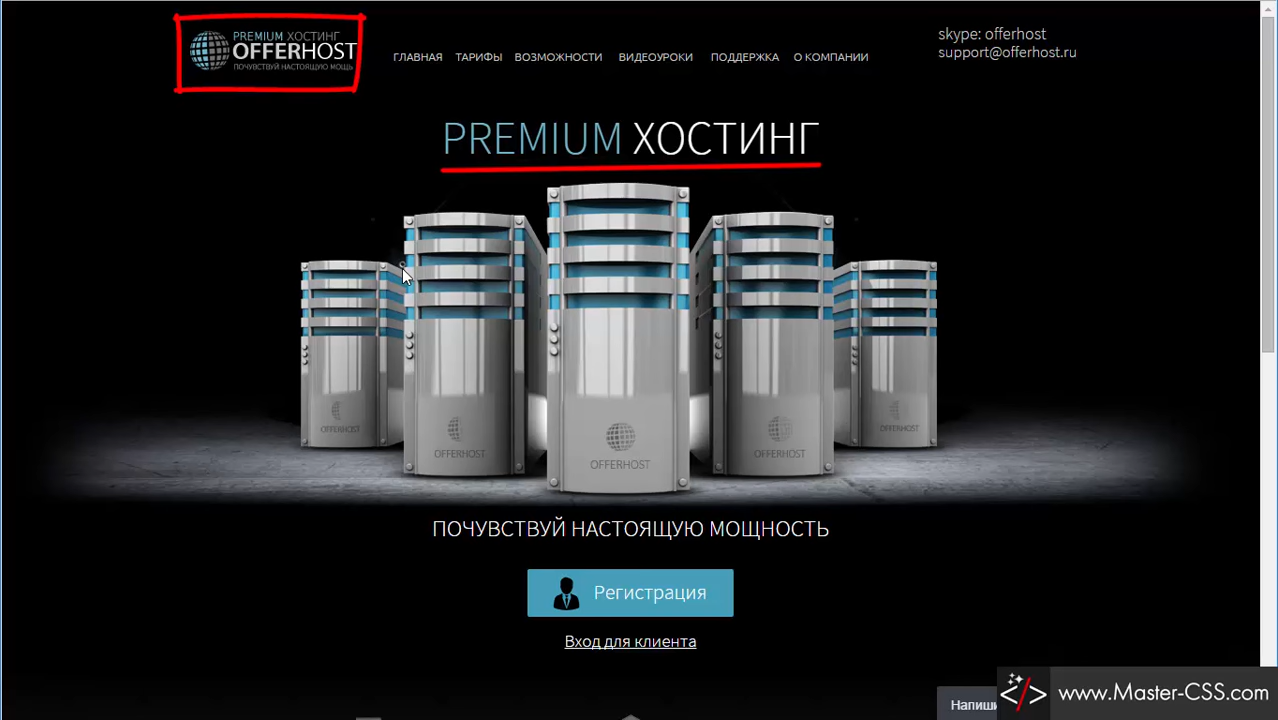 PREMIUM ХОСТИНГ
OFFERHOST
ПОЧУВСТВУЙ НАСТОЯЩУЮ МОЩЬ
ГЛАВНАЯ ТАРИФЫ ВОЗМОЖНОСТИ ВИДЕОУРОКИ ПОДДЕРЖКА О КОМПАНИИ
skype: offerhost
support@offerhost.ru
PREMIUM ХОСТИНГ
OFFERHOST OFFERHOST OFFERHOST OFFERHOST OFFERHOST
ПОЧУВСТВУЙ НАСТОЯЩУЮ МОЩНОСТЬ
Регистрация
Вход для клиента
Напиши
</> www.Master-CSS.com